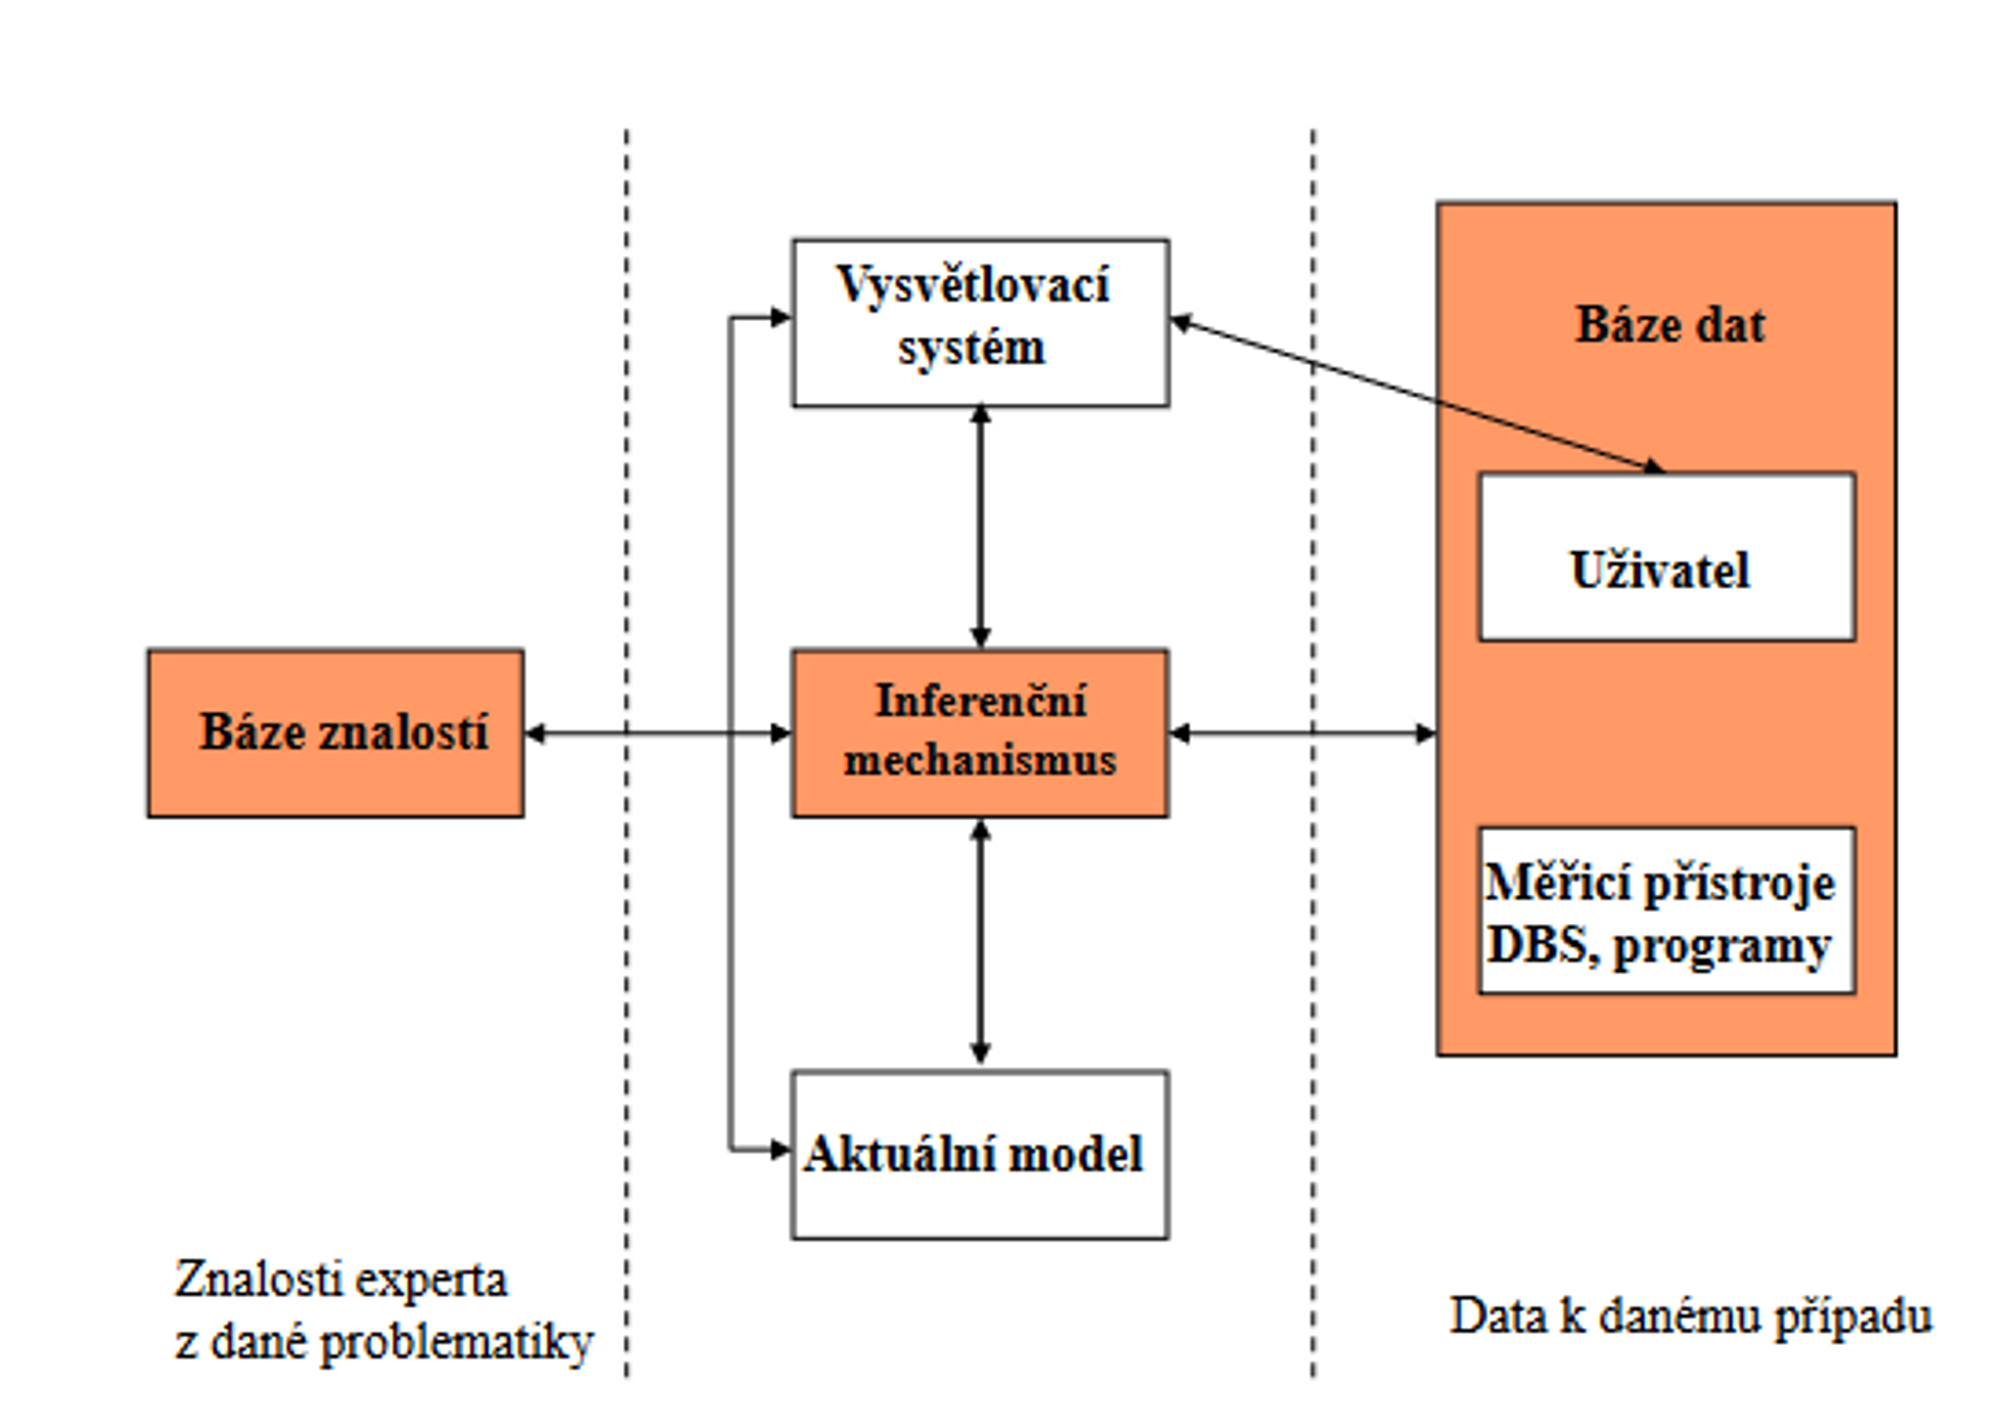 Vysvětlovací
systém
Báze dat
Uživatel
Báze znalostí
Inferenční
mechanismus
Měřicí přístroje
DBS, programy
Aktuální model
Znalosti experta
z dané problematiky
Data k danému případu